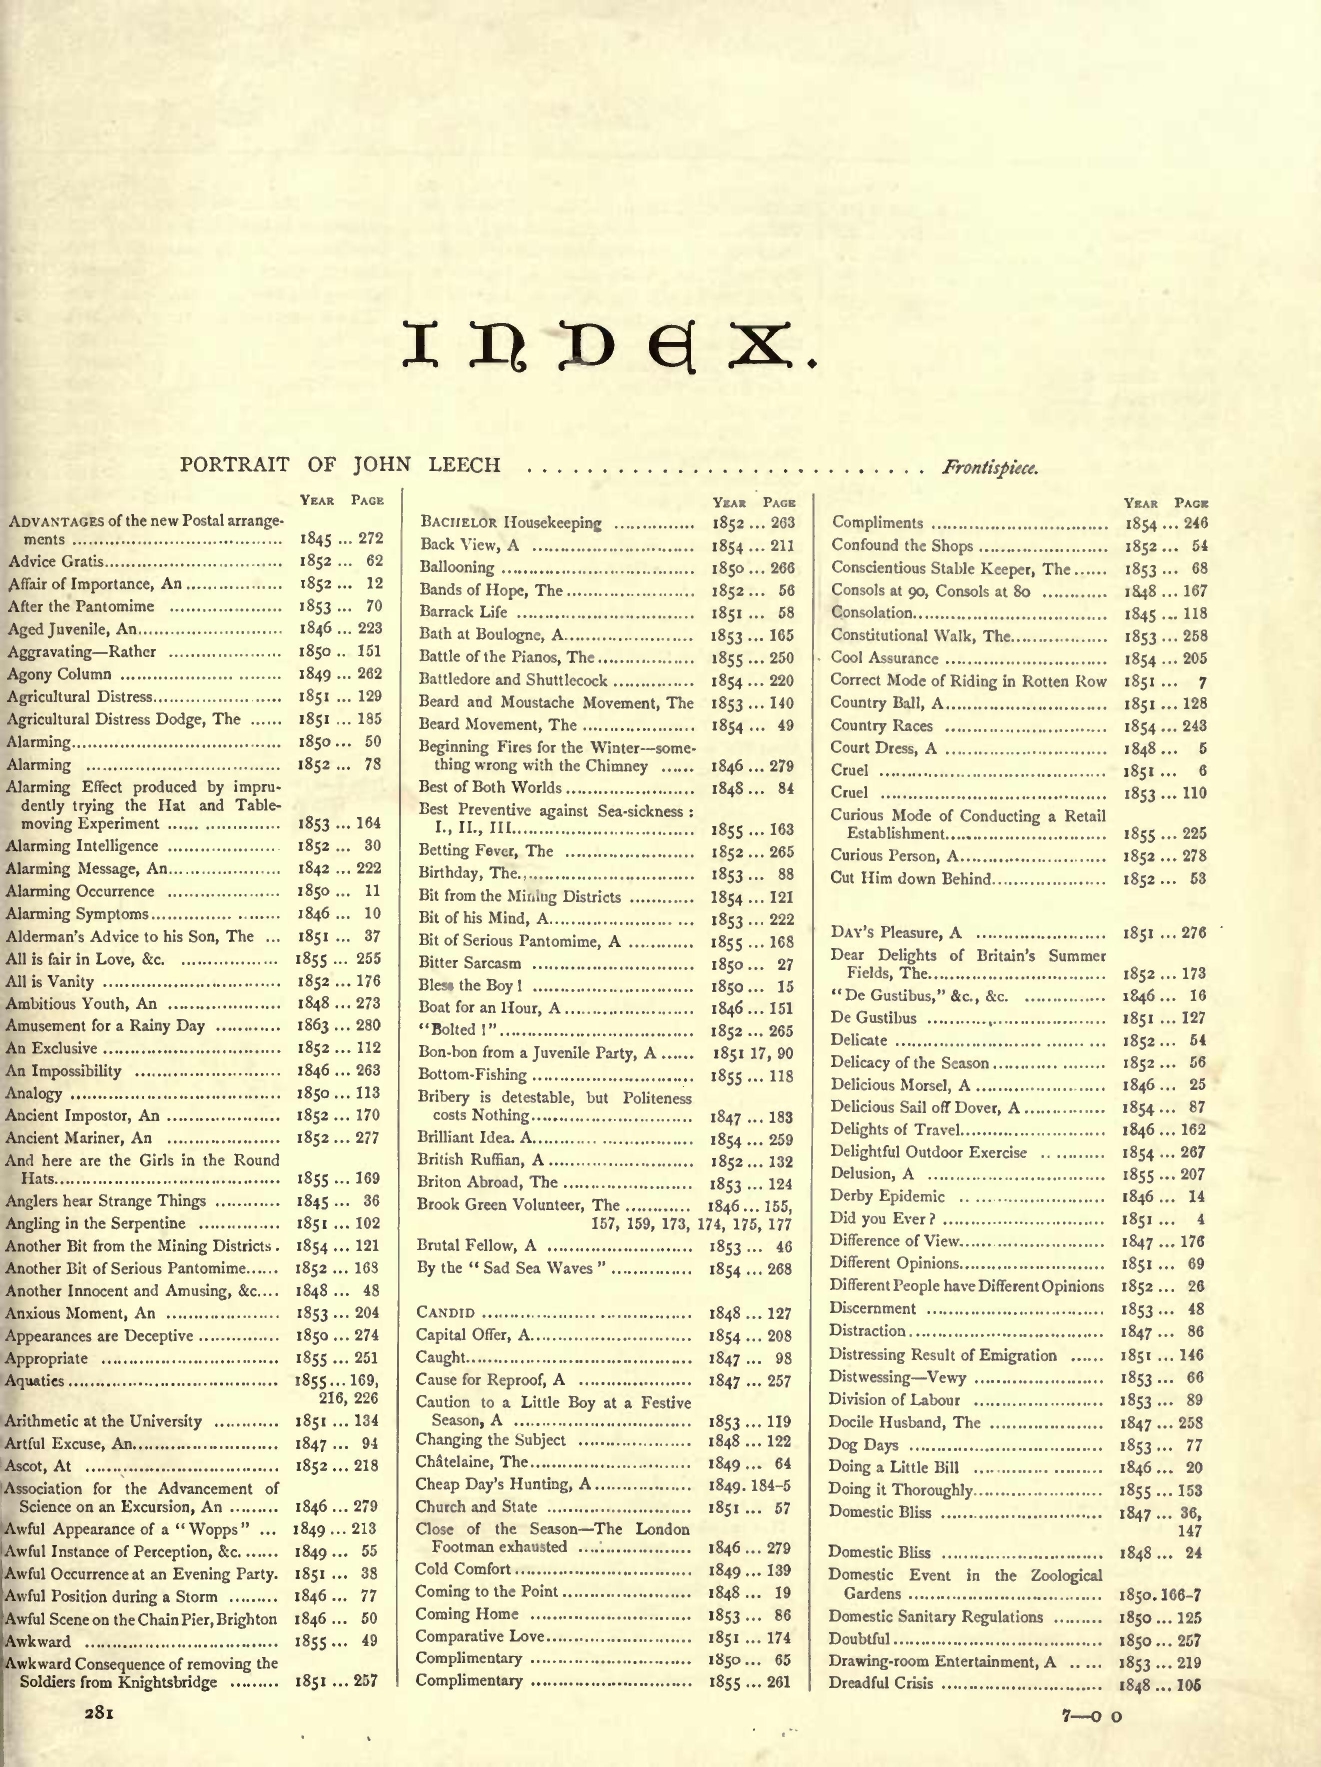 INDEX.
PORTRAIT OF JOHN LEECH ........................... Frontispiece.
YEAR PAGE
ADVANTAGES of the new Postal arrange-
ments ... 1845 ... 272
Advice Gratis ... 1852 ... 62
Affair of Importance, An ... 1852 ... 12
After the Pantomime ... 1853 ... 70
Aged Juvenile, An ... 1846 ... 223
Aggravating—Rather ... 1850 .. 151
Agony Column ... 1849 ... 262
Agricultural Distress ... 1851 ... 129
Agricultural Distress Dodge, The ... 1851 ... 185
Alarming ... 1850 ... 50
Alarming ... 1852 ... 78
Alarming Effect produced by impru-
dently trying the Hat and Table-
moving Experiment ... 1853 ... 164
Alarming Intelligence ... 1852 ... 30
Alarming Message, An ... 1842 ... 222
Alarming Occurrence ... 1850 ... 11
Alarming Symptoms ... 1846 ... 10
Alderman's Advice to his Son, The ... 1851 ... 37
All is fair in Love, &c. ... 1855 ... 255
All is Vanity ... 1852 ... 176
Ambitious Youth, An ... 1848 ... 273
Amusement for a Rainy Day ... 1863 ... 280
An Exclusive ... 1852 ... 112
An Impossibility ... 1846 ... 263
Analogy ... 1850 ... 113
Ancient Impostor, An ... 1852 ... 170
Ancient Mariner, An ... 1852 ... 277
And here are the Girls in the Round
Hats ... 1855 ... 169
Anglers hear Strange Things ... 1845 ... 36
Angling in the Serpentine ... 1851 ... 102
Another Bit from the Mining Districts . 1854 ... 121
Another Bit of Serious Pantomime ... 1852 ... 168
Another Innocent and Amusing, &c. ... 1848 ... 48
Anxious Moment, An ... 1853 ... 204
Appearances are Deceptive ... 1850 ... 274
Appropriate ... 1855 ... 251
Aquatics ... 1855 ... 169,
216, 226
Arithmetic at the University ... 1851 ... 134
Artful Excuse, An ... 1847 ... 94
Ascot, At ... 1852 ... 218
Association for the Advancement of
Science on an Excursion, An ... 1846 ... 279
Awful Appearance of a "Wopps" ... 1849 ... 213
Awful Instance of Perception, &c. ... 1849 ... 55
Awful Occurrence at an Evening Party. 1851 ... 38
Awful Position during a Storm ... 1846 ... 77
Awful Scene on the Chain Pier, Brighton 1846 ... 50
Awkward ... 1855 ... 49
Awkward Consequence of removing the
Soldiers from Knightsbridge ... 1851 ... 257
YEAR PAGE
BACHELOR Housekeeping ... 1852 ... 263
Back View, A ... 1854 ... 211
Ballooning ... 1850 ... 266
Bands of Hope, The ... 1852 ... 56
Barrack Life ... 1851 ... 58
Bath at Boulogne, A ... 1853 ... 165
Battle of the Pianos, The ... 1855 ... 250
Battledore and Shuttlecock ... 1854 ... 220
Beard and Moustache Movement, The 1853 ... 140
Beard Movement, The ... 1854 ... 49
Beginning Fires for the Winter—some-
thing wrong with the Chimney ... 1846 ... 279
Best of Both Worlds ... 1848 ... 84
Best Preventive against Sea-sickness :
I., II., III. ... 1855 ... 163
Betting Fever, The ... 1852 ... 265
Birthday, The ... 1853 ... 88
Bit from the Mining Districts ... 1854 ... 121
Bit of his Mind, A ... 1853 ... 222
Bit of Serious Pantomime, A ... 1855 ... 168
Bitter Sarcasm ... 1850 ... 27
Bless the Boy! ... 1850 ... 15
Boat for an Hour, A ... 1846 ... 151
"Bolted!" ... 1852 ... 265
Bon-bon from a Juvenile Party, A ... 1851 17, 90
Bottom-Fishing ... 1855 ... 118
Bribery is detestable, but Politeness
costs Nothing ... 1847 ... 183
Brilliant Idea. A ... 1854 ... 259
British Ruffian, A ... 1852 ... 132
Briton Abroad, The ... 1853 ... 124
Brook Green Volunteer, The ... 1846 ... 155,
157, 159, 173, 174, 175, 177
Brutal Fellow, A ... 1853 ... 46
By the "Sad Sea Waves" ... 1854 ... 268
CANDID ... 1848 ... 127
Capital Offer, A ... 1854 ... 208
Caught ... 1847 ... 98
Cause for Reproof, A ... 1847 ... 257
Caution to a Little Boy at a Festive
Season, A ... 1853 ... 119
Changing the Subject ... 1848 ... 122
Châtelaine, The ... 1849 ... 64
Cheap Day's Hunting, A ... 1849. 184-5
Church and State ... 1851 ... 57
Close of the Season—The London
Footman exhausted ... 1846 ... 279
Cold Comfort ... 1849 ... 139
Coming to the Point ... 1848 ... 19
Coming Home ... 1853 ... 86
Comparative Love ... 1851 ... 174
Complimentary ... 1850 ... 65
Complimentary ... 1855 ... 261
YEAR PAGE
Compliments ... 1854 ... 246
Confound the Shops ... 1852 ... 54
Conscientious Stable Keeper, The ... 1853 ... 68
Consols at 90, Consols at 80 ... 1848 ... 167
Consolation ... 1845 ... 118
Constitutional Walk, The ... 1853 ... 258
Cool Assurance ... 1854 ... 205
Correct Mode of Riding in Rotten Row 1851 ... 7
Country Ball, A ... 1851 ... 128
Country Races ... 1854 ... 243
Court Dress, A ... 1848 ... 5
Cruel ... 1851 ... 6
Cruel ... 1853 ... 110
Curious Mode of Conducting a Retail
Establishment ... 1855 ... 225
Curious Person, A ... 1852 ... 278
Cut Him down Behind ... 1852 ... 53
DAY'S Pleasure, A ... 1851 ... 276
Dear Delights of Britain's Summer
Fields, The ... 1852 ... 173
"De Gustibus," &c., &c. ... 1846 ... 16
De Gustibus ... 1851 ... 127
Delicate ... 1852 ... 54
Delicacy of the Season ... 1852 ... 56
Delicious Morsel, A ... 1846 ... 25
Delicious Sail off Dover, A ... 1854 ... 87
Delights of Travel ... 1846 ... 162
Delightful Outdoor Exercise ... 1854 ... 267
Delusion, A ... 1855 ... 207
Derby Epidemic ... 1846 ... 14
Did you Ever? ... 1851 ... 4
Difference of View ... 1847 ... 176
Different Opinions ... 1851 ... 69
Different People have Different Opinions 1852 ... 26
Discernment ... 1853 ... 48
Distraction ... 1847 ... 86
Distressing Result of Emigration ... 1851 ... 146
Distwessing—Vewy ... 1853 ... 66
Division of Labour ... 1853 ... 89
Docile Husband, The ... 1847 ... 258
Dog Days ... 1853 ... 77
Doing a Little Bill ... 1846 ... 20
Doing it Thoroughly ... 1855 ... 153
Domestic Bliss ... 1847 ... 36,
147
Domestic Bliss ... 1848 ... 24
Domestic Event in the Zoological
Gardens ... 1850. 166-7
Domestic Sanitary Regulations ... 1850 ... 125
Doubtful ... 1850 ... 257
Drawing-room Entertainment, A ... 1853 ... 219
Dreadful Crisis ... 1848 ... 106
281
7—O O